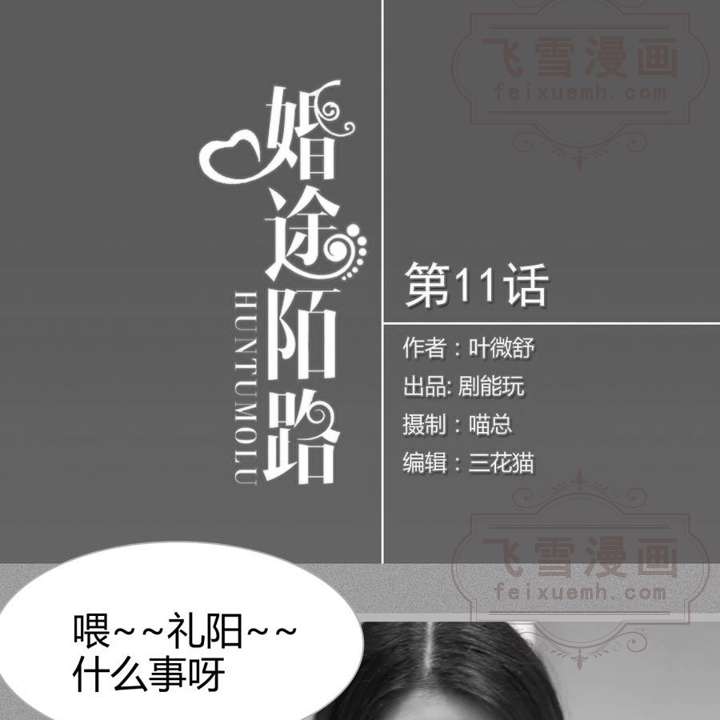 飞雪漫画
feixuemh.com
婚途陌路
HUNTUMOLU
第11话
作者：叶微舒
出品: 剧能玩
摄制：喵总
编辑：三花猫
飞雪漫画
feixuemh.com
喂~~礼阳~~
什么事呀